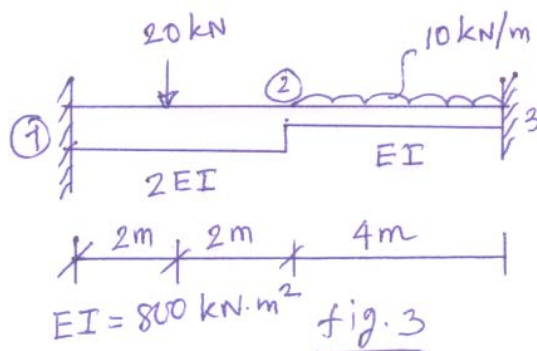 20 kN
10 kN/m
1
2
3
2EI
EI
2m
2m
4m
EI = 800 kN·m²
fig. 3